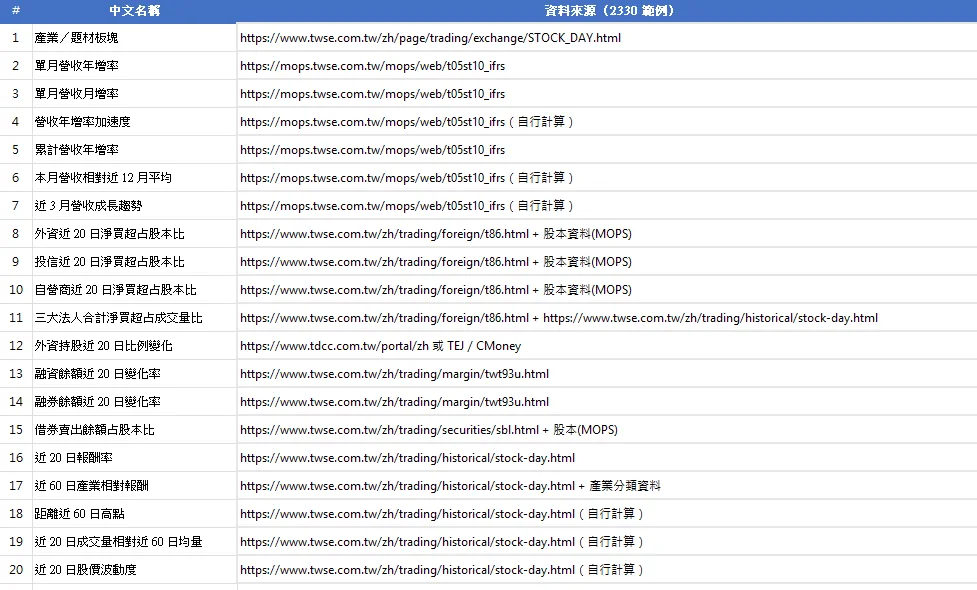 # 中文名稱 資料來源（2330 範例）
1 產業／題材板塊 https://www.twse.com.tw/zh/page/trading/exchange/STOCK_DAY.html
2 單月營收年增率 https://mops.twse.com.tw/mops/web/t05st10_ifrs
3 單月營收月增率 https://mops.twse.com.tw/mops/web/t05st10_ifrs
4 營收年增率加速度 https://mops.twse.com.tw/mops/web/t05st10_ifrs（自行計算）
5 累計營收年增率 https://mops.twse.com.tw/mops/web/t05st10_ifrs
6 本月營收相對近 12 月平均 https://mops.twse.com.tw/mops/web/t05st10_ifrs（自行計算）
7 近 3 月營收成長趨勢 https://mops.twse.com.tw/mops/web/t05st10_ifrs（自行計算）
8 外資近 20 日淨買超占股本比 https://www.twse.com.tw/zh/trading/foreign/t86.html + 股本資料(MOPS)
9 投信近 20 日淨買超占股本比 https://www.twse.com.tw/zh/trading/foreign/t86.html + 股本資料(MOPS)
10 自營商近 20 日淨買超占股本比 https://www.twse.com.tw/zh/trading/foreign/t86.html + 股本資料(MOPS)
11 三大法人合計淨買超占成交量比 https://www.twse.com.tw/zh/trading/foreign/t86.html + https://www.twse.com.tw/zh/trading/historical/stock-day.html
12 外資持股近 20 日比例變化 https://www.tdcc.com.tw/portal/zh 或 TEJ / CMoney
13 融資餘額近 20 日變化率 https://www.twse.com.tw/zh/trading/margin/twt93u.html
14 融券餘額近 20 日變化率 https://www.twse.com.tw/zh/trading/margin/twt93u.html
15 借券賣出餘額占股本比 https://www.twse.com.tw/zh/trading/securities/sbl.html + 股本(MOPS)
16 近 20 日報酬率 https://www.twse.com.tw/zh/trading/historical/stock-day.html
17 近 60 日產業相對報酬 https://www.twse.com.tw/zh/trading/historical/stock-day.html + 產業分類資料
18 距離近 60 日高點 https://www.twse.com.tw/zh/trading/historical/stock-day.html（自行計算）
19 近 20 日成交量相對近 60 日均量 https://www.twse.com.tw/zh/trading/historical/stock-day.html（自行計算）
20 近 20 日股價波動度 https://www.twse.com.tw/zh/trading/historical/stock-day.html（自行計算）